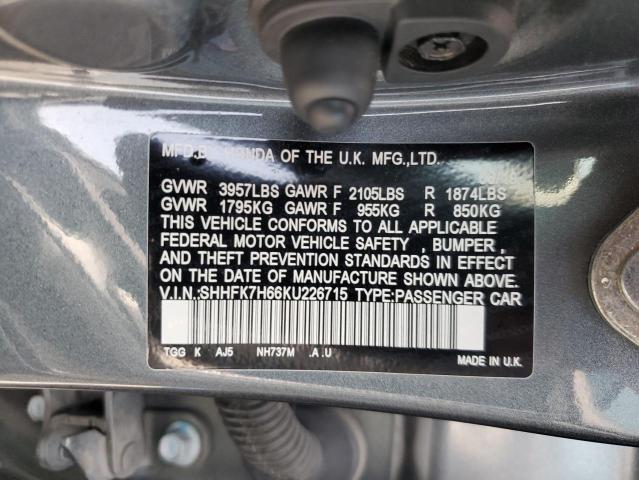 MFD.BY HONDA OF THE U.K. MFG.,LTD.
GVWR 3957LBS GAWR F 2105LBS R 1874LBS
GVWR 1795KG GAWR F 955KG R 850KG
THIS VEHICLE CONFORMS TO ALL APPLICABLE
FEDERAL MOTOR VEHICLE SAFETY , BUMPER ,
AND THEFT PREVENTION STANDARDS IN EFFECT
ON THE DATE OF MANUFACTURE SHOWN ABOVE.
V.I.N.:SHHFK7H66KU226715 TYPE:PASSENGER CAR
TGG K AJ5 NH737M .A .U
MADE IN U.K.